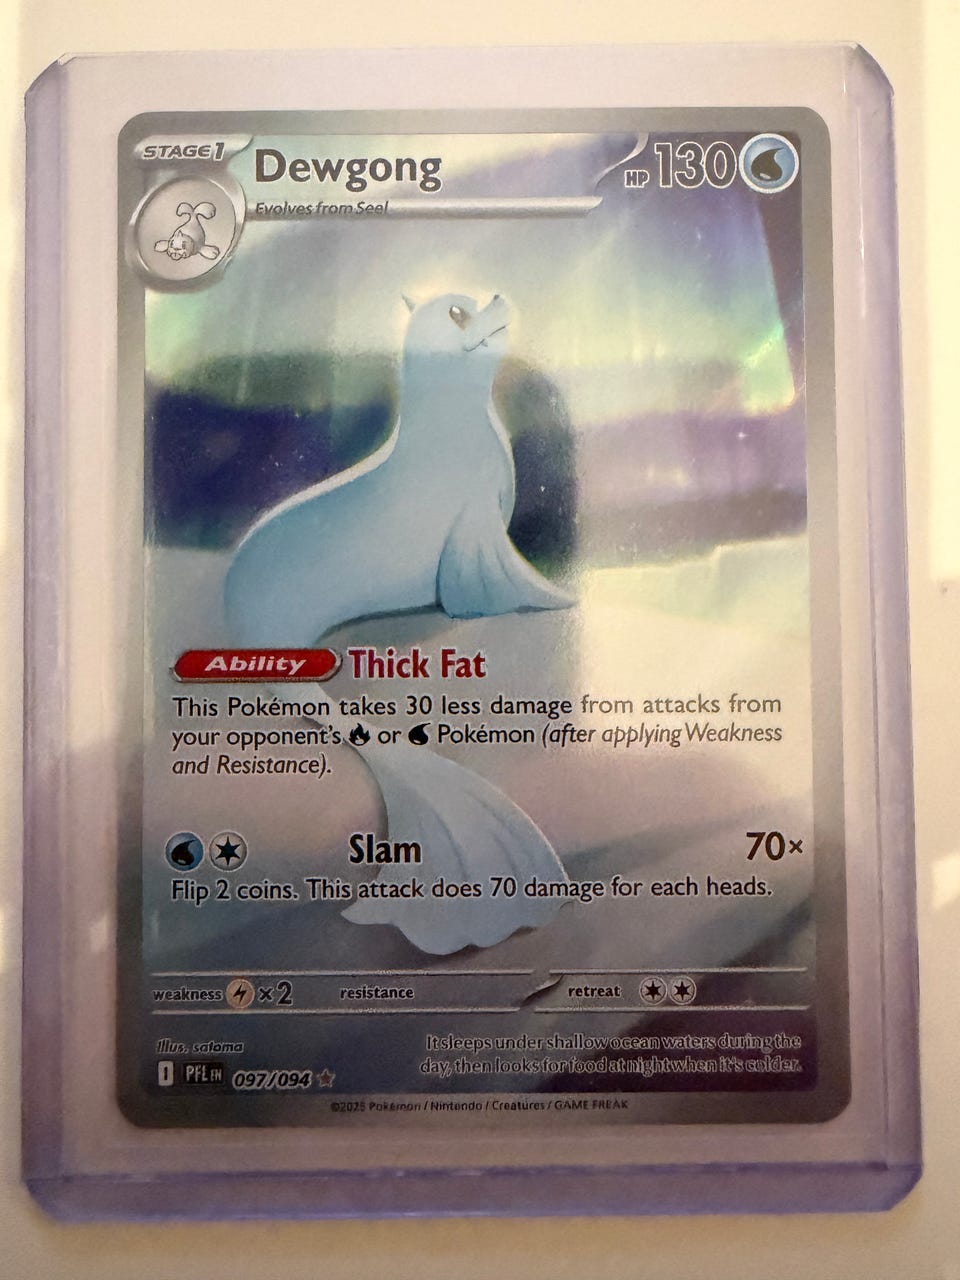 STAGE1 Dewgong HP 130
Evolves from Seel
Ability Thick Fat
This Pokémon takes 30 less damage from attacks from
your opponent's or Pokémon (after applying Weakness
and Resistance).
Slam 70×
Flip 2 coins. This attack does 70 damage for each heads.
weakness ×2 resistance retreat
Illus. satoma
It sleeps under shallow ocean waters during the
day, then looks for food at night when it's colder.
I PFL EN 097/094
©2025 Pokémon / Nintendo / Creatures / GAME FREAK